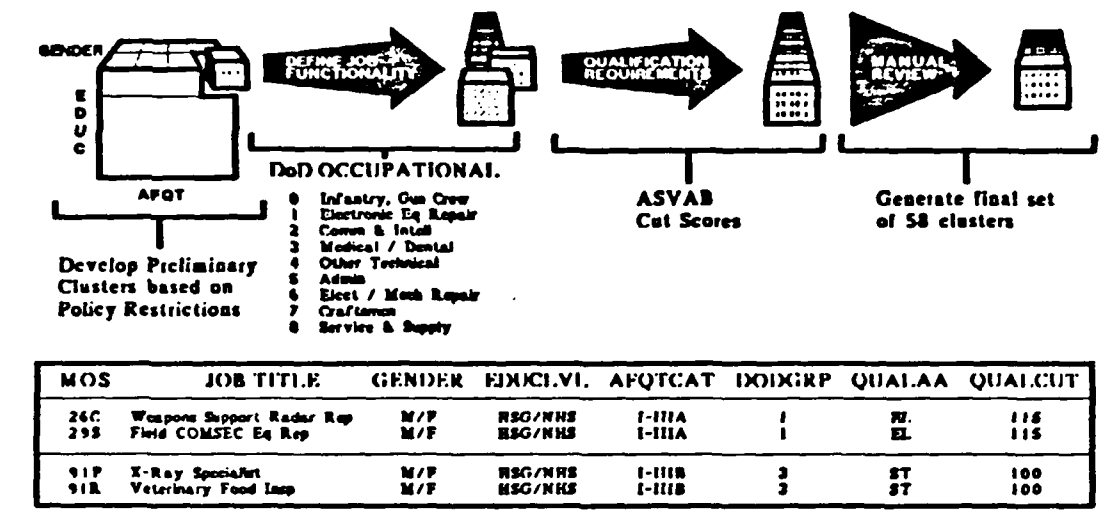 GENDER
EDUC
AFQT
DEFINE JOB
FUNCTIONALITY
QUALIFICATION
REQUIREMENTS
MANUAL
REVIEW
Develop Preliminary
Clusters based on
Policy Restrictions
DoD OCCUPATIONAL
0 Infantry, Gun Crew
1 Electronic Eq Repair
2 Comm & Intell
3 Medical / Dental
4 Other Technical
5 Admin
6 Elect / Mech Repair
7 Craftsmen
8 Service & Supply
ASVAB
Cut Scores
Generate final set
of 58 clusters
MOS JOB TITLE GENDER EDUCLVL AFQTCAT DODGRP QUALAA QUALCUT
26C Weapons Support Radar Rep M/F HSG/NHS I-IIIA 1 EL 115
29S Field COMSEC Eq Rep M/F HSG/NHS I-IIIA 1 EL 115
91P X-Ray Specialist M/F HSG/NHS I-IIIB 3 ST 100
91R Veterinary Food Insp M/F HSG/NHS I-IIIB 3 ST 100